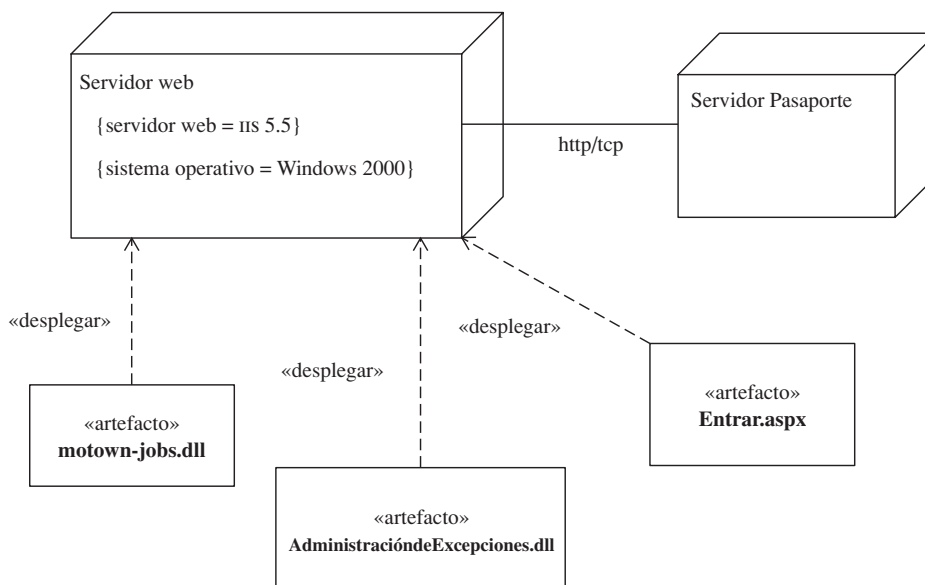 Servidor web
{servidor web = IIS 5.5}
{sistema operativo = Windows 2000}
Servidor Pasaporte
http/tcp
«desplegar»
«desplegar»
«desplegar»
«artefacto»
motown-jobs.dll
«artefacto»
AdministracióndeExcepciones.dll
«artefacto»
Entrar.aspx